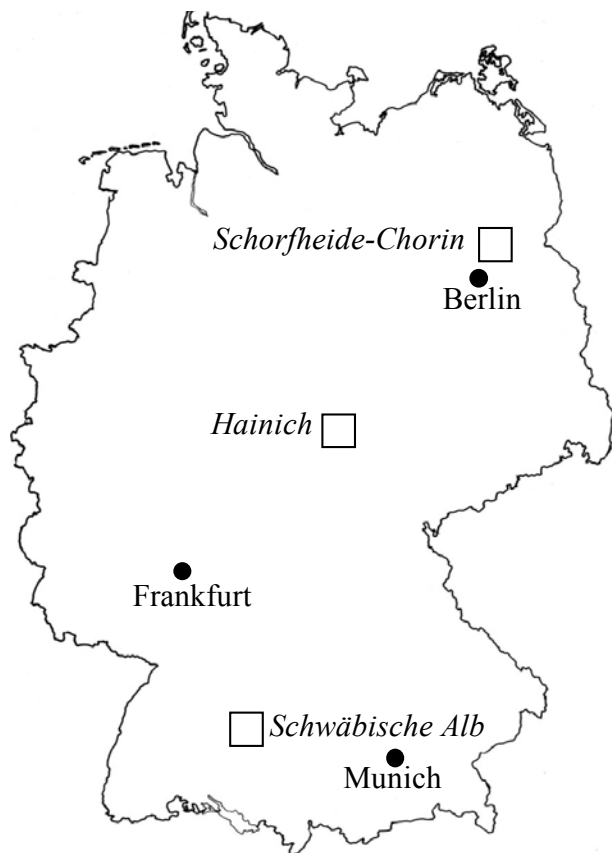 Schorfheide-Chorin
Berlin
Hainich
Frankfurt
Schwäbische Alb
Munich